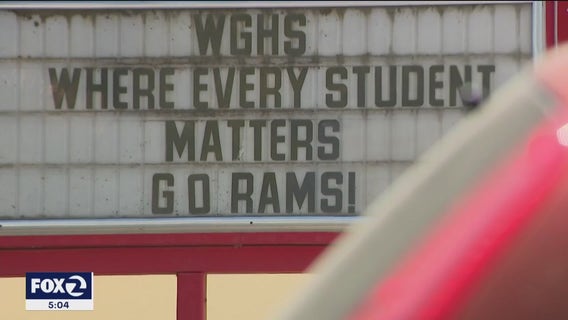 WGHS
WHERE EVERY STUDENT
MATTERS
GO RAMS!
FOX 2
5:04